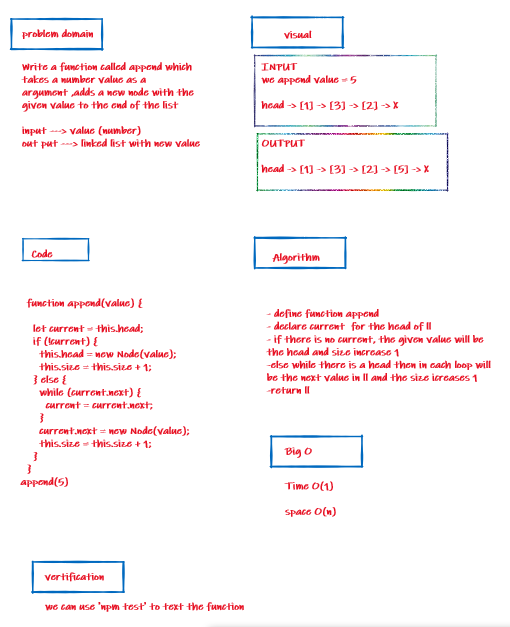 problem domain
Write a function called append which
takes a number value as a
argument ,adds a new node with the
given value to the end of the list
input ---> value (number)
out put ---> linked list with new value
visual
INPUT
we append value = 5
head -> [1] -> [3] -> [2] -> X
OUTPUT
head -> [1] -> [3] -> [2] -> [5] -> X
Code
function append(value) {
let current = this.head;
if (!current) {
this.head = new Node(value);
this.size = this.size + 1;
} else {
while (current.next) {
current = current.next;
}
current.next = new Node(value);
this.size = this.size + 1;
}
}
append(5)
Algorithm
- define function append
- declare current for the head of ll
- if there is no current, the given value will be
the head and size increase 1
-else while there is a head then in each loop will
be the next value in ll and the size icreases 1
-return ll
Big O
Time O(1)
space O(n)
vertification
we can use 'npm test' to text the function